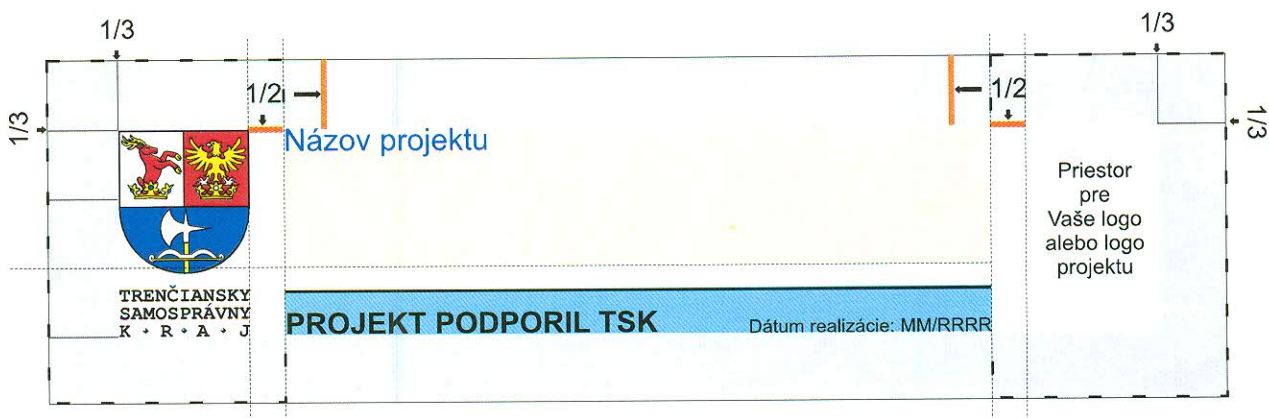 1/3
1/3
1/2
1/2
1/3
1/3
Názov projektu
Priestor
pre
Vaše logo
alebo logo
projektu
TRENČIANSKY
SAMOSPRÁVNY
K · R · A · J
PROJEKT PODPORIL TSK
Dátum realizácie: MM/RRRR